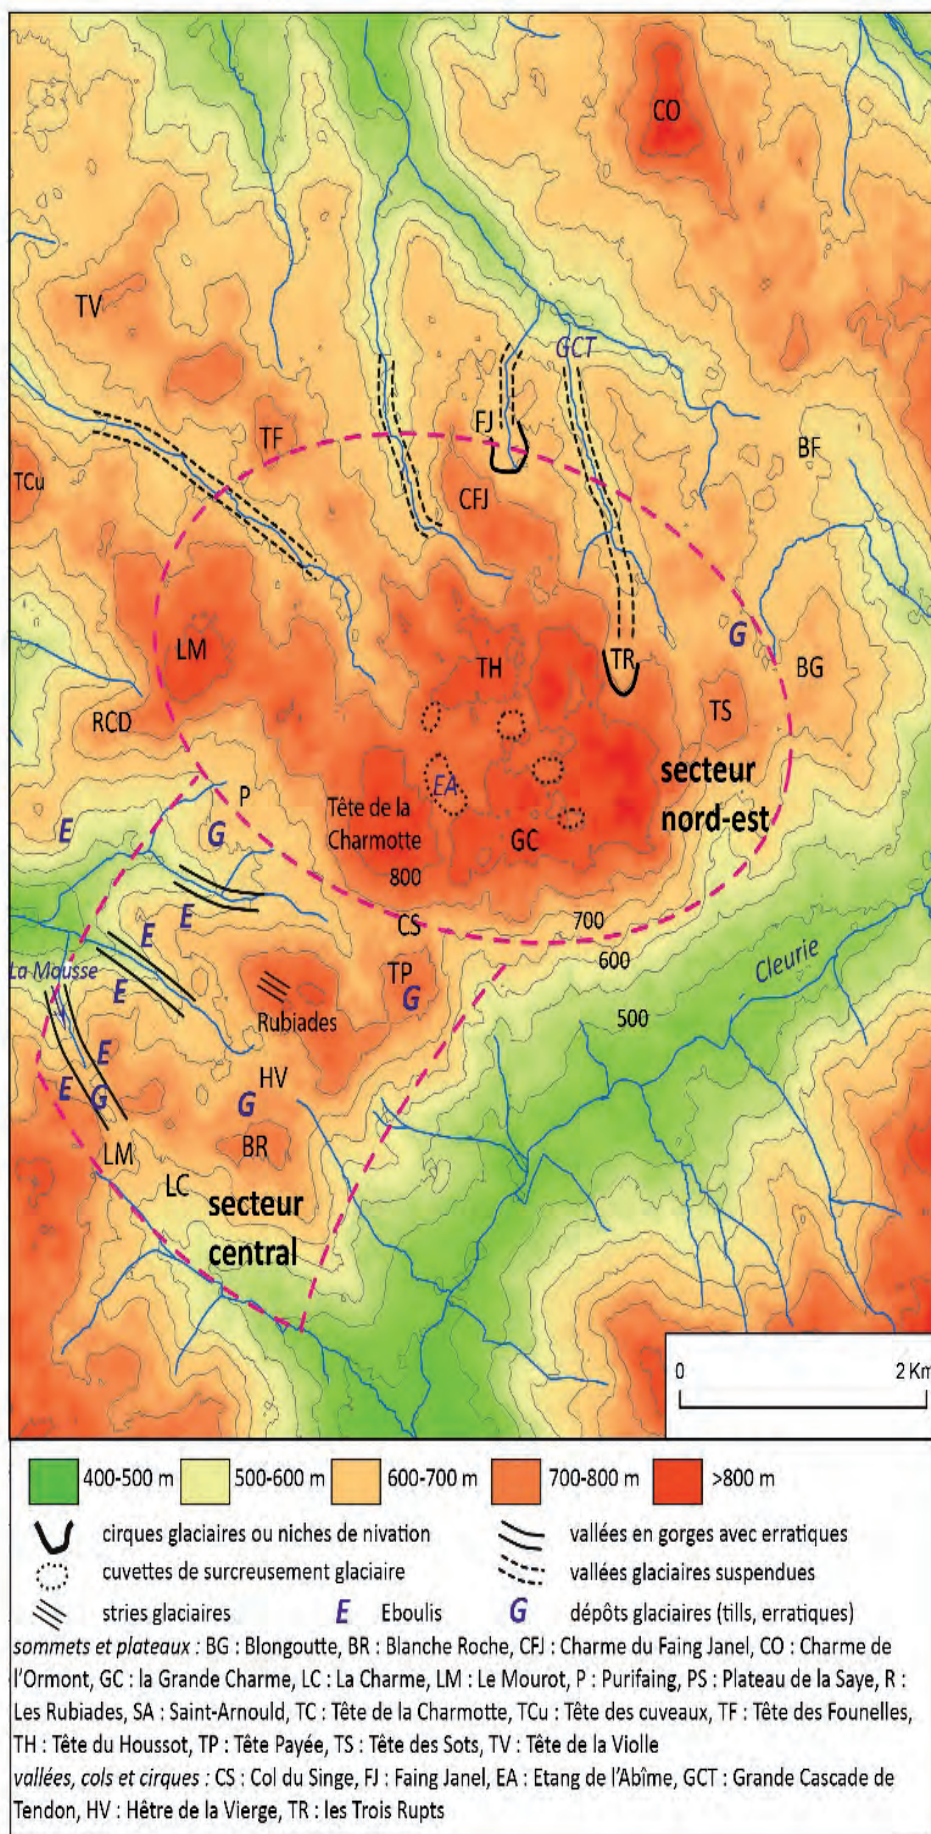 CO
TV
GCT
FJ
TF
BF
TCu
CFJ
G
LM
TH
TR
BG
RCD
TS
secteur
nord-est
EA
P
E
G
Tête de la
Charmotte
GC
800
E
CS
700
E
Cleurie
600
La Mousse
TP
E
G
Rubiades
500
E
HV
E
G
G
BR
LM
LC
secteur
central
0 2 Km
400-500 m 500-600 m 600-700 m 700-800 m >800 m
cirques glaciaires ou niches de nivation vallées en gorges avec erratiques
cuvettes de surcreusement glaciaire vallées glaciaires suspendues
stries glaciaires E Eboulis G dépôts glaciaires (tills, erratiques)
sommets et plateaux : BG : Blongoutte, BR : Blanche Roche, CFJ : Charme du Faing Janel, CO : Charme de
l'Ormont, GC : la Grande Charme, LC : La Charme, LM : Le Mourot, P : Purifaing, PS : Plateau de la Saye, R :
Les Rubiades, SA : Saint-Arnould, TC : Tête de la Charmotte, TCu : Tête des cuveaux, TF : Tête des Founelles,
TH : Tête du Houssot, TP : Tête Payée, TS : Tête des Sots, TV : Tête de la Violle
vallées, cols et cirques : CS : Col du Singe, FJ : Faing Janel, EA : Etang de l'Abîme, GCT : Grande Cascade de
Tendon, HV : Hêtre de la Vierge, TR : les Trois Rupts